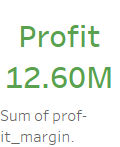 Profit
12.60M
Sum of prof-
it_margin.